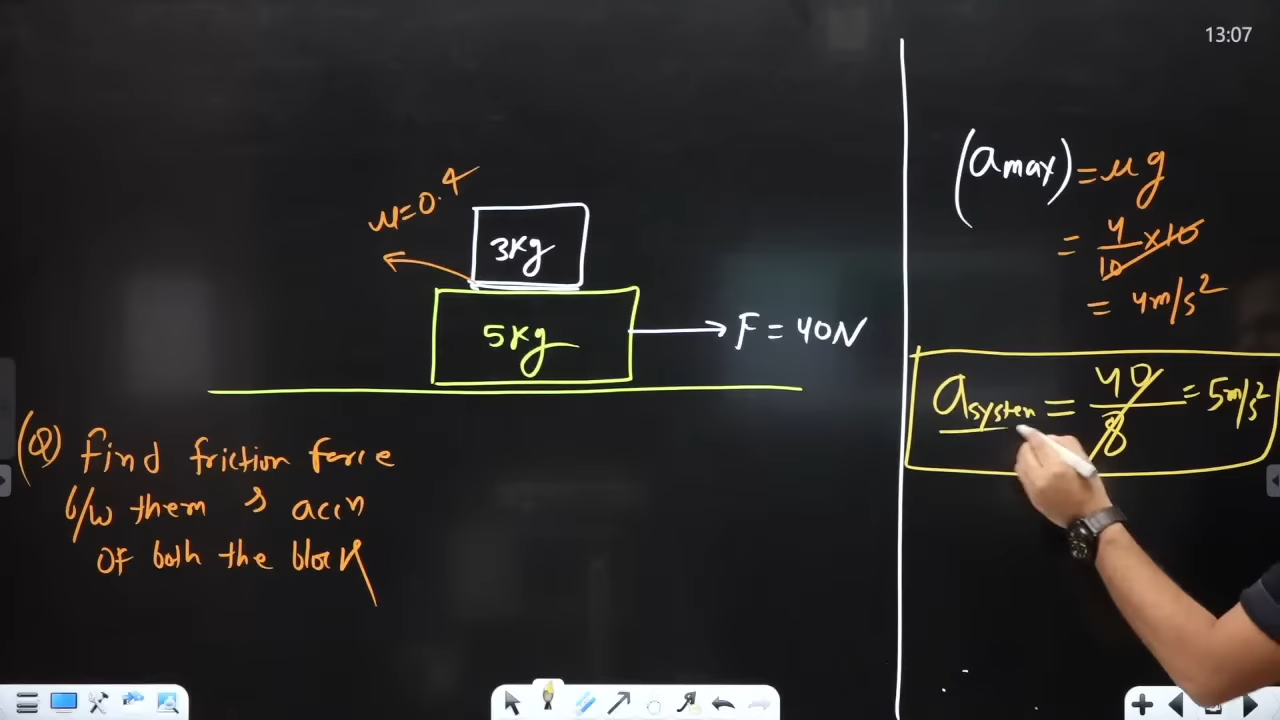 13:07
μ=0.4
3kg
5kg
F = 40N
(Q) Find friction force
b/w them & accn
of both the block
(amax) = μg
= 4/10 ×10
= 4m/s²
asystem = 40/8 = 5m/s²